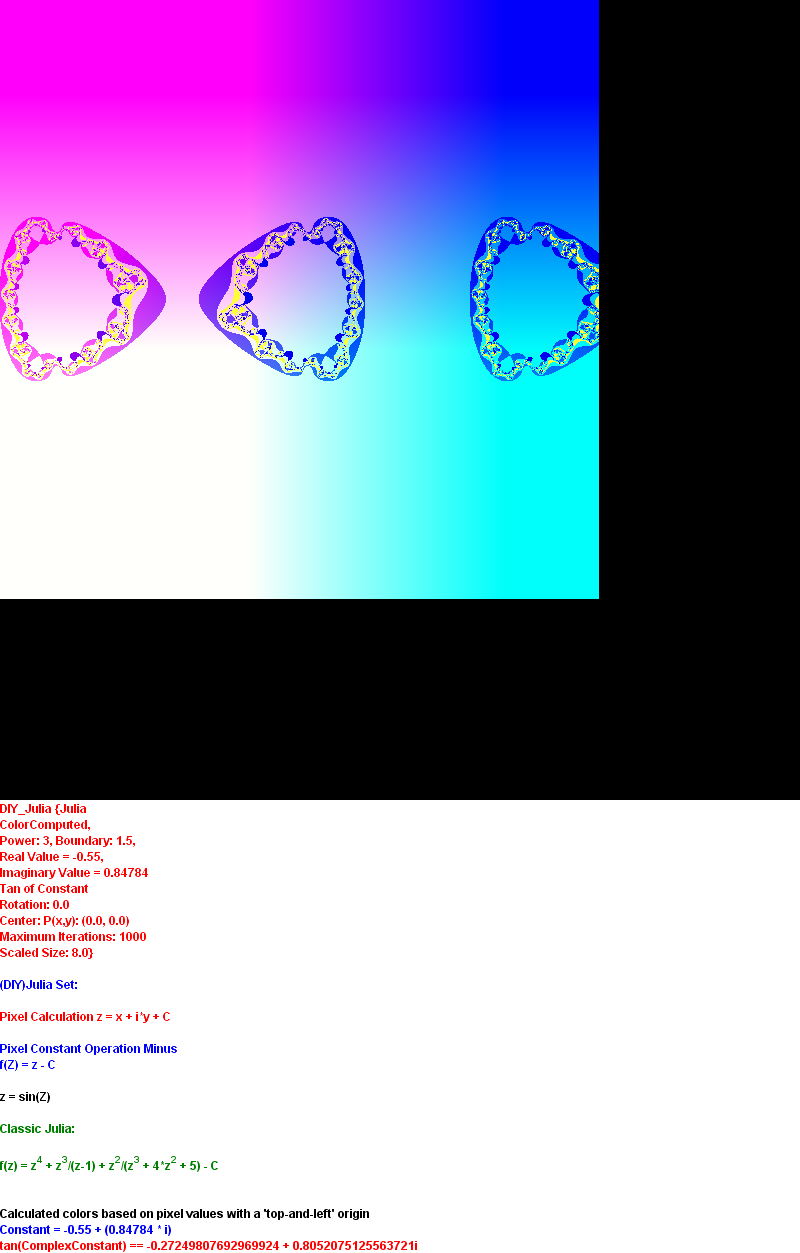 DIY_Julia {Julia
ColorComputed,
Power: 3, Boundary: 1.5,
Real Value = -0.55,
Imaginary Value = 0.84784
Tan of Constant
Rotation: 0.0
Center: P(x,y): (0.0, 0.0)
Maximum Iterations: 1000
Scaled Size: 8.0}
(DIY)Julia Set:
Pixel Calculation z = x + i*y + C
Pixel Constant Operation Minus
f(Z) = z - C
z = sin(Z)
Classic Julia:
f(z) = z^4 + z^3/(z-1) + z^2/(z^3 + 4*z^2 + 5) - C
Calculated colors based on pixel values with a 'top-and-left' origin
Constant = -0.55 + (0.84784 * i)
tan(ComplexConstant) == -0.27249807692969924 + 0.8052075125563721i